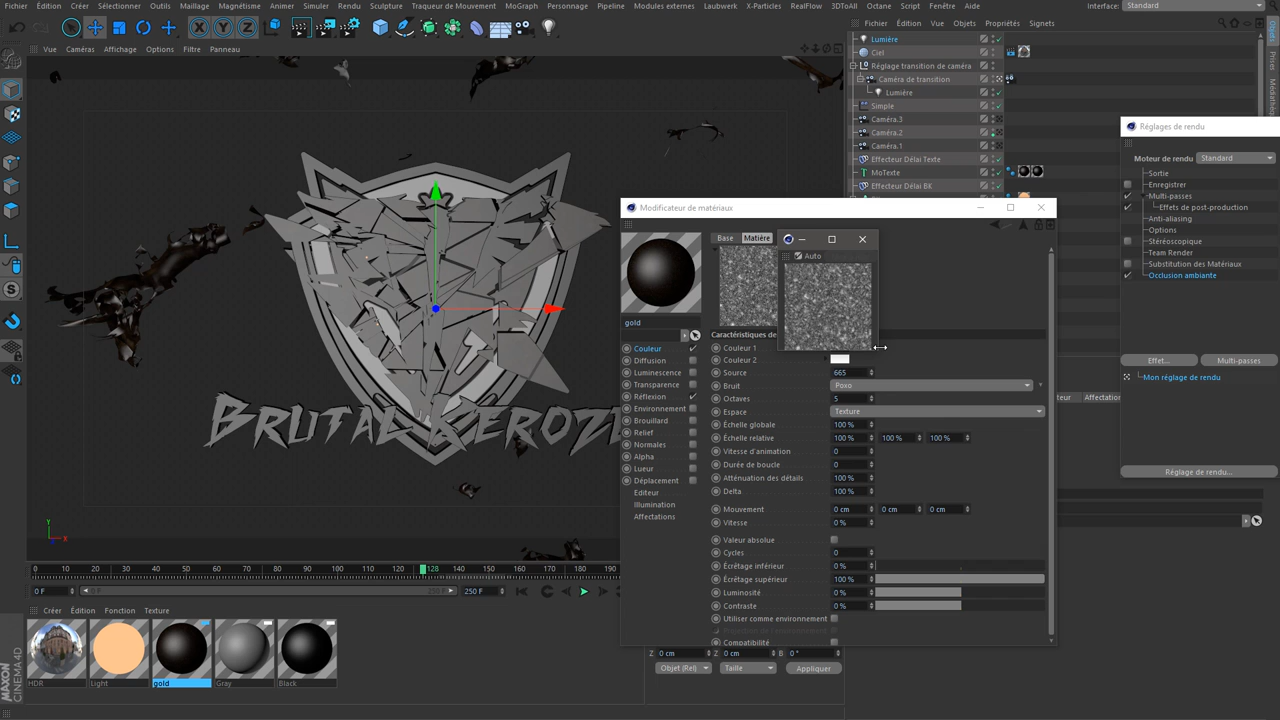 Fichier Édition Créer Sélectionner Outils Maillage Magnétisme Animer Simuler Rendu Sculpture Traqueur de Mouvement MoGraph Personnage Pipeline Modules externes Laubwerk X-Particles RealFlow 3DToAll Octane Script Fenêtre Aide
Interface: Standard
X Y Z
Fichier Édition Vue Objets Propriétés Signets
Vue Caméras Affichage Options Filtre Panneau
Lumière
Ciel
Réglage transition de caméra
Caméra de transition
Lumière
Simple
Caméra.3
Caméra.2
Caméra.1
Effecteur Délai Texte
MoTexte
Effecteur Délai BK
Objets
Prises
Réglages de rendu
Moteur de rendu Standard
Sortie
Enregistrer
Multi-passes
Effets de post-production
Anti-aliasing
Options
Stéréoscopique
Team Render
Substitution des Matériaux
Occlusion ambiante
Effet... Multi-passes
Mon réglage de rendu
Affectation
Réglage de rendu...
Modificateur de matériaux
Base Matière
Auto
gold
Couleur
Diffusion
Luminescence
Transparence
Réflexion
Environnement
Brouillard
Relief
Normales
Alpha
Lueur
Déplacement
Editeur
Illumination
Affectations
Caractéristiques de
Couleur 1
Couleur 2
Source 665
Bruit Poxo
Octaves 5
Espace Texture
Échelle globale 100 %
Échelle relative 100 % 100 % 100 %
Vitesse d'animation 0
Durée de boucle 0
Atténuation des détails 100 %
Delta 100 %
Mouvement 0 cm 0 cm 0 cm
Vitesse 0 %
Valeur absolue
Cycles 0
Écrêtage inférieur 0 %
Écrêtage supérieur 100 %
Luminosité 0 %
Contraste 0 %
Utiliser comme environnement
Compatibilité
Brutal Keroz
Y
X
0 10 20 30 40 50 60 70 80 90 100 110 128 140 150 160 170 180 190
0 F 0 F 250 F 250 F
Créer Édition Fonction Texture
HDR Light gold Gray Black
Z 0 cm Z 0 cm B 0 °
Objet (Rel) Taille Appliquer
MAXON
CINEMA 4D